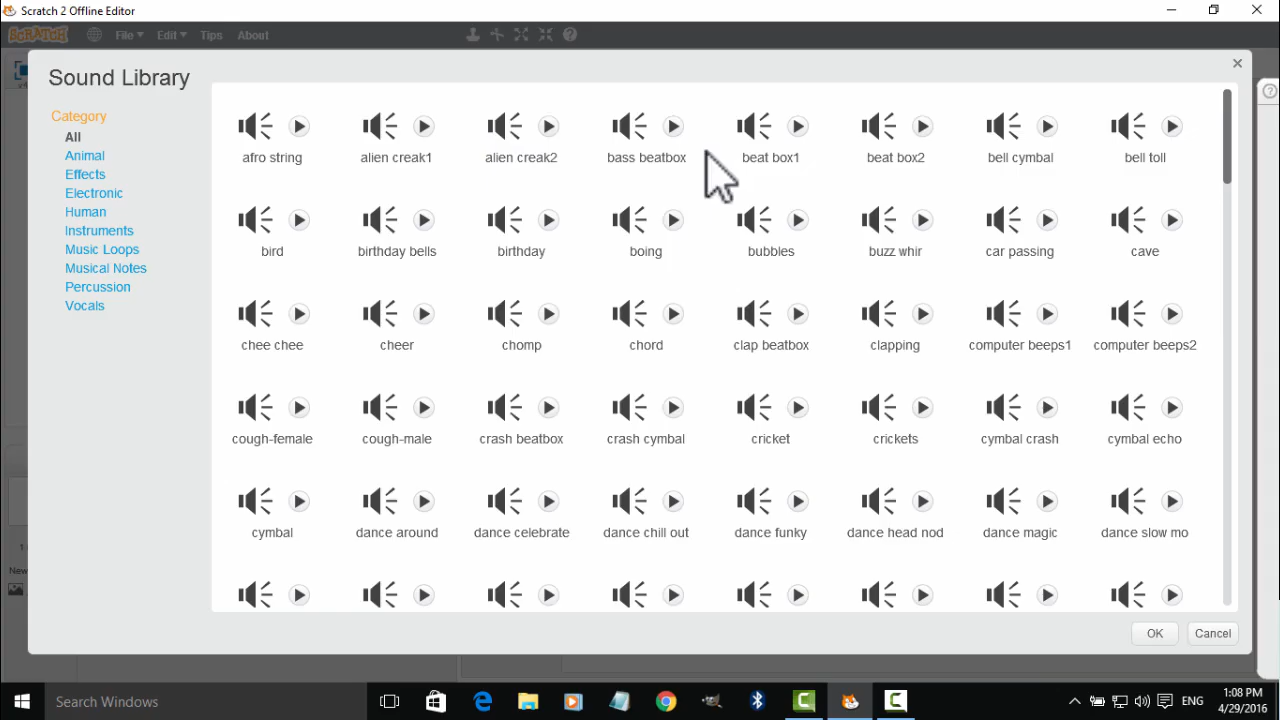 Scratch 2 Offline Editor
SCRATCH File Edit Tips About
Sound Library
Category
All
Animal
Effects
Electronic
Human
Instruments
Music Loops
Musical Notes
Percussion
Vocals
afro string alien creak1 alien creak2 bass beatbox beat box1 beat box2 bell cymbal bell toll
bird birthday bells birthday boing bubbles buzz whir car passing cave
chee chee cheer chomp chord clap beatbox clapping computer beeps1 computer beeps2
cough-female cough-male crash beatbox crash cymbal cricket crickets cymbal crash cymbal echo
cymbal dance around dance celebrate dance chill out dance funky dance head nod dance magic dance slow mo
New
OK Cancel
Search Windows
ENG
1:08 PM
4/29/2016